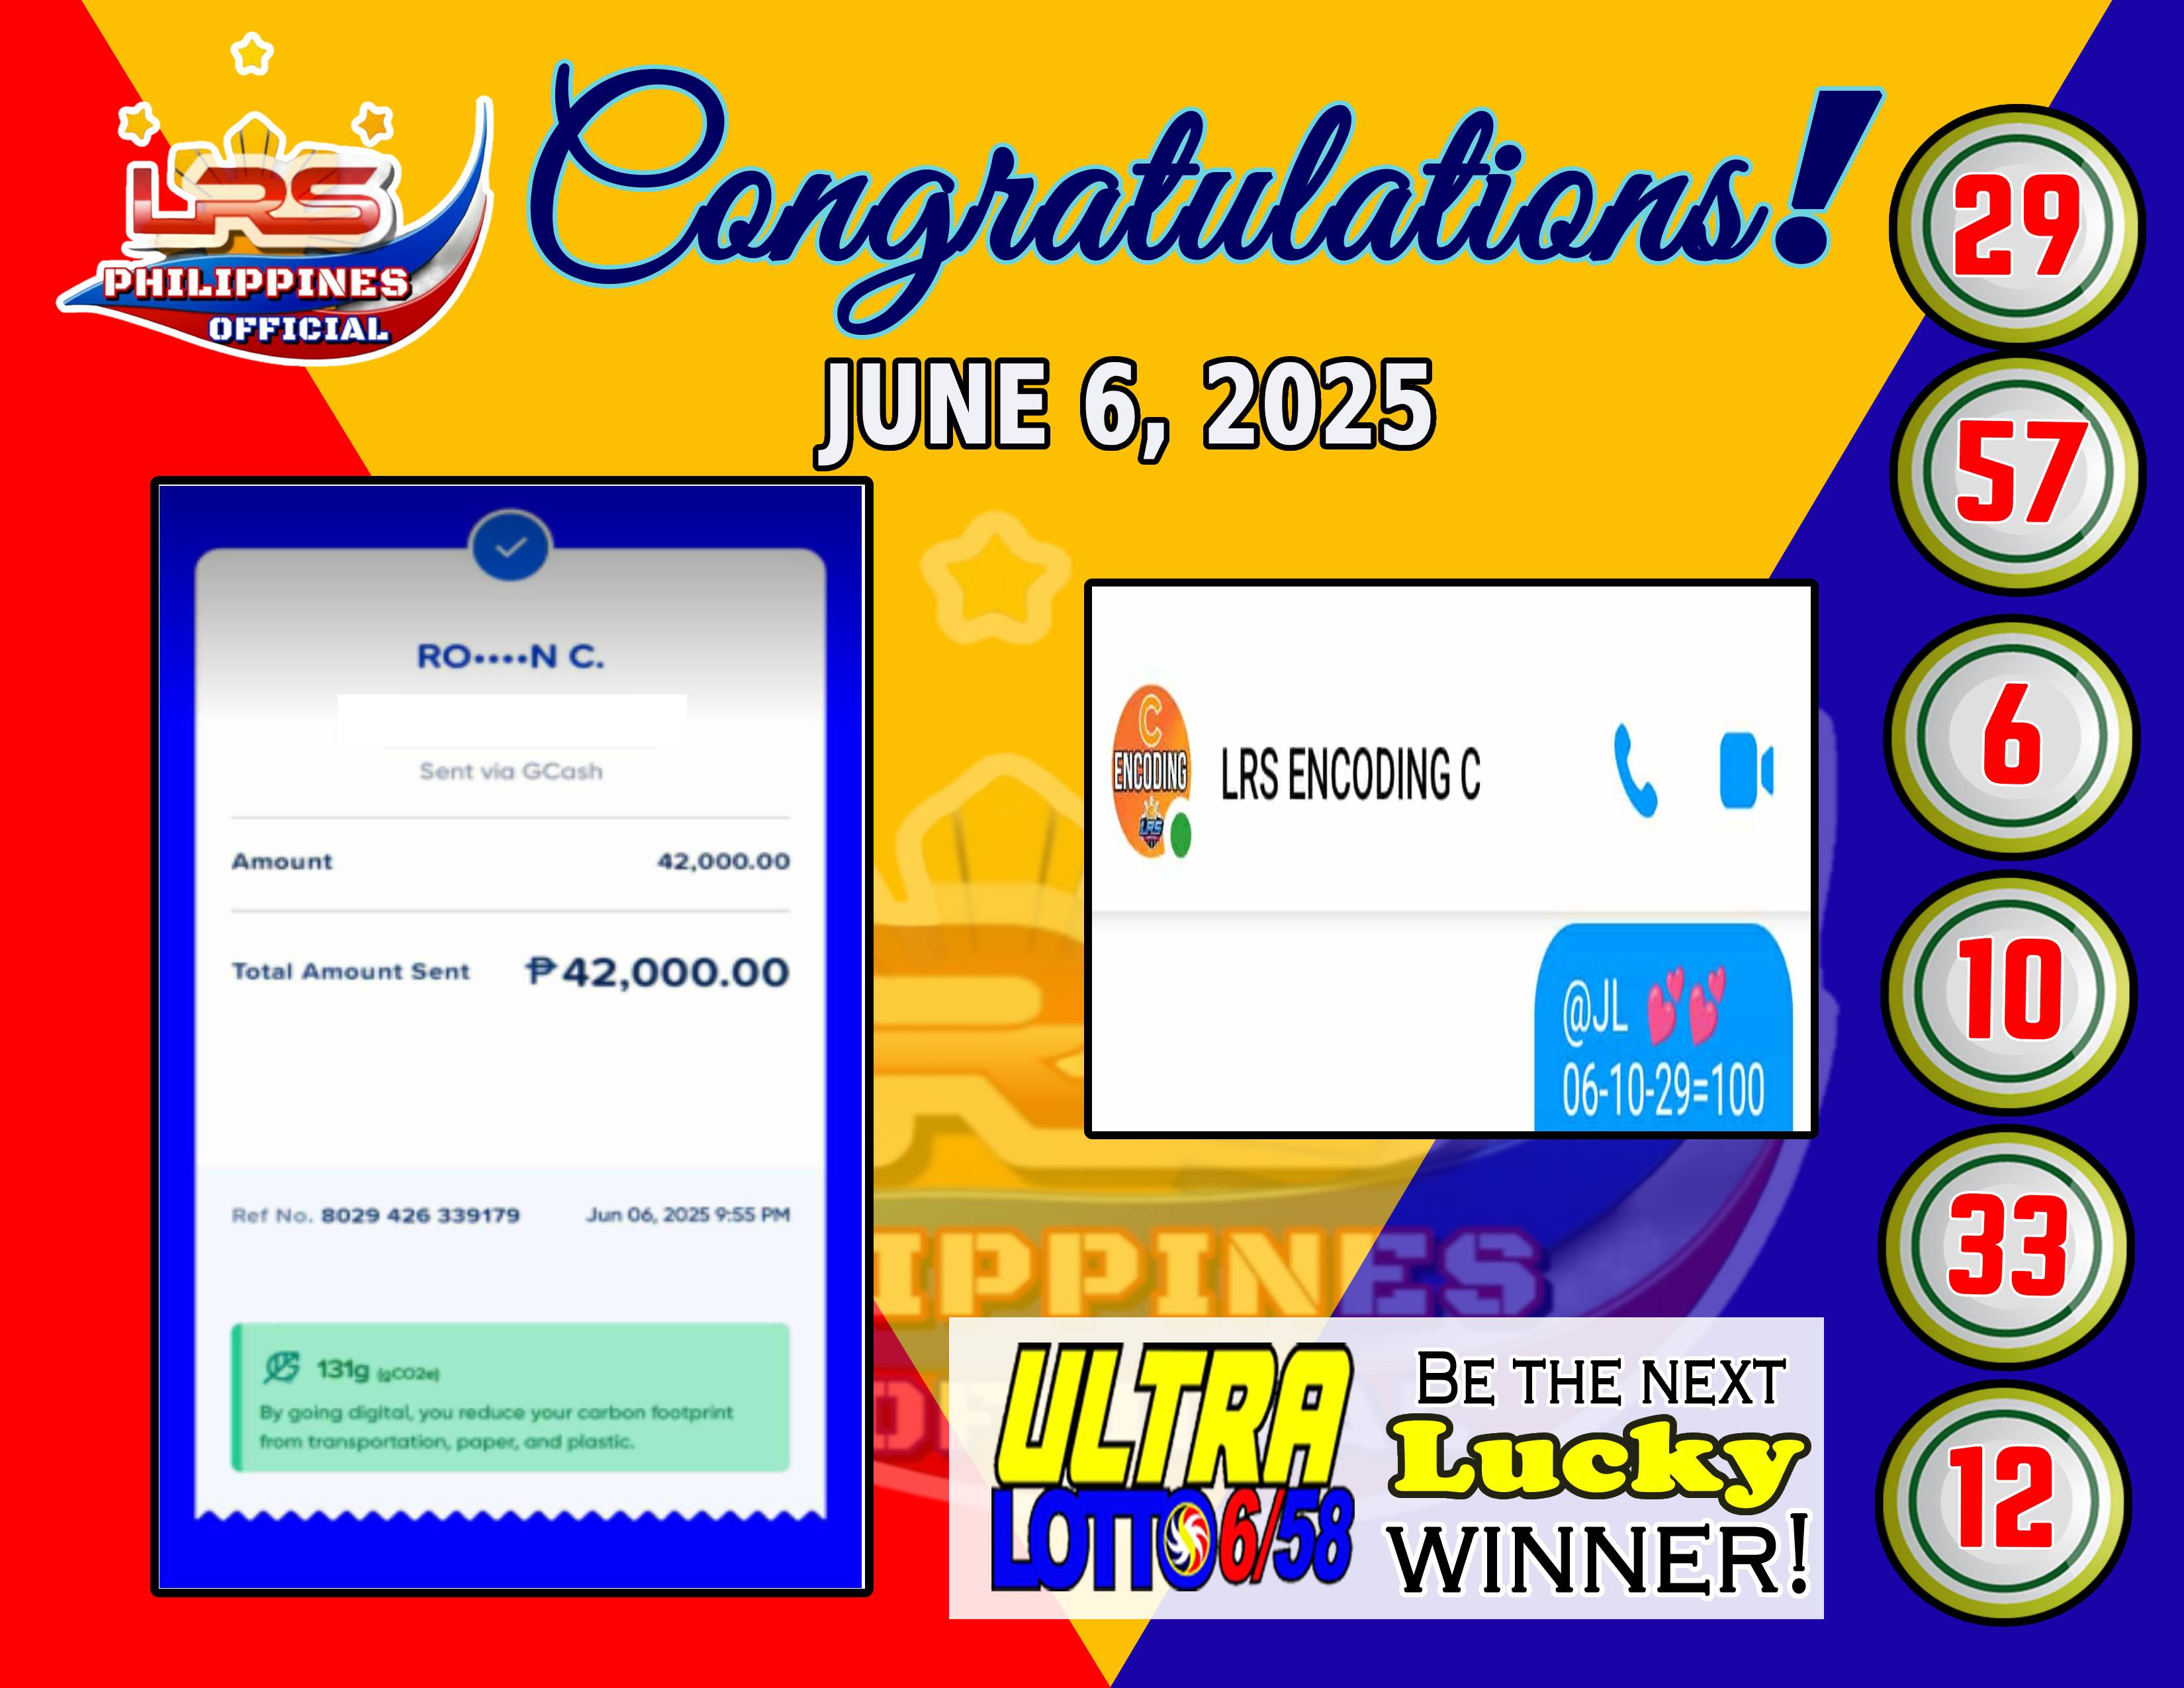 LRS
PHILIPPINES
OFFICIAL
Congratulations!
JUNE 6, 2025
RO••••N C.
Sent via GCash
Amount 42,000.00
Total Amount Sent ₱42,000.00
Ref No. 8029 426 339179 Jun 06, 2025 9:55 PM
131g (gCO2e)
By going digital, you reduce your carbon footprint
from transportation, paper, and plastic.
C
ENCODING
LRS
LRS ENCODING C
@JL 💕💕
06-10-29=100
R
IPPINES
ULTRA
LOTTO 6/58
BE THE NEXT
Lucky
WINNER!
29
57
6
10
33
12